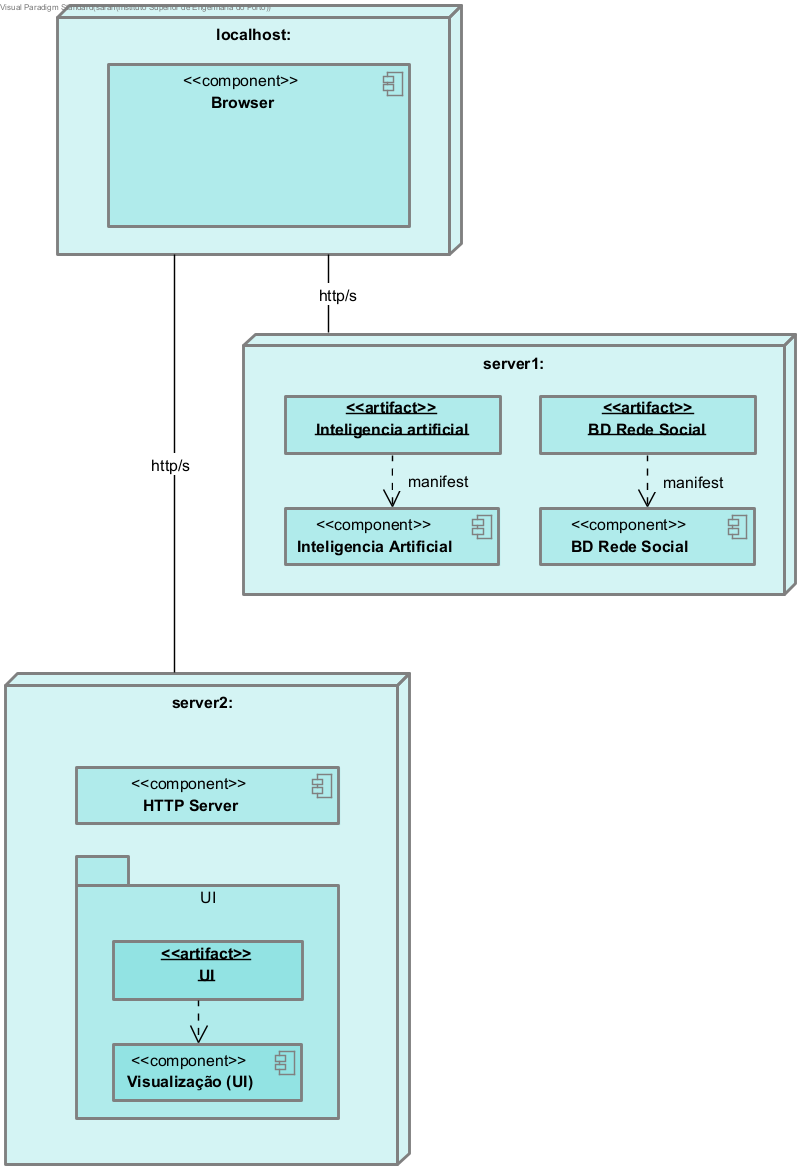 Visual Paradigm Standard(sarah(Instituto Superior de Engenharia do Porto))
localhost:
<<component>>
Browser
http/s
server1:
<<artifact>>
Inteligencia artificial
<<artifact>>
BD Rede Social
manifest
manifest
<<component>>
Inteligencia Artificial
<<component>>
BD Rede Social
http/s
server2:
<<component>>
HTTP Server
UI
<<artifact>>
UI
<<component>>
Visualização (UI)